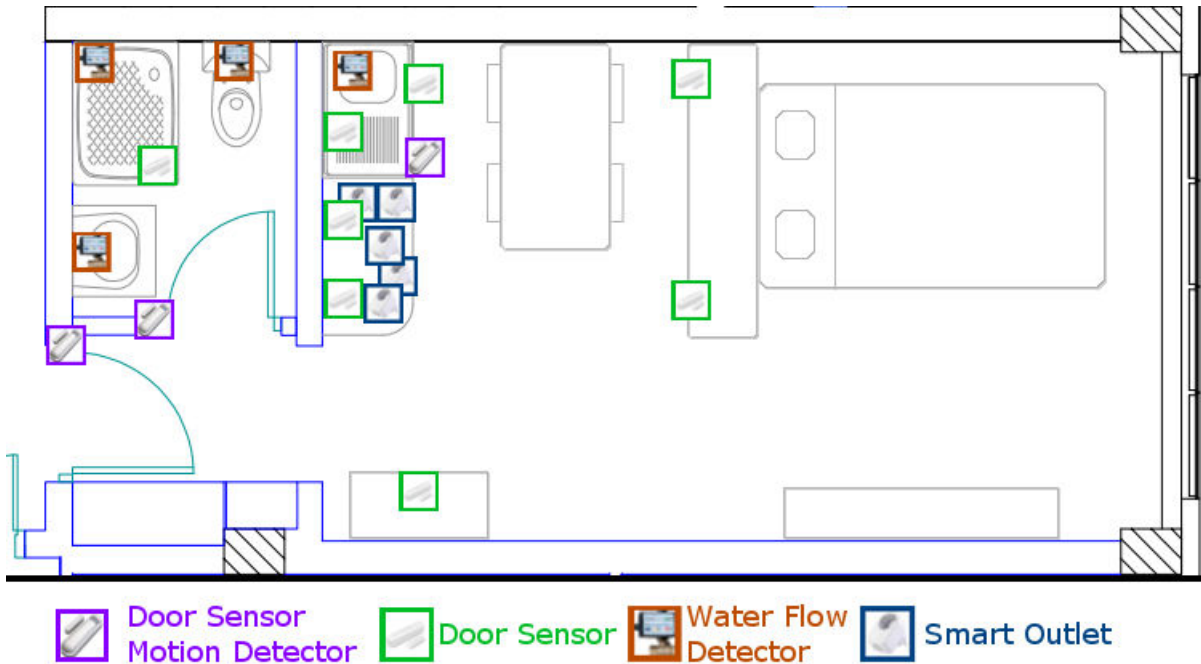 Door Sensor
Motion Detector
Door Sensor
Water Flow
Detector
Smart Outlet